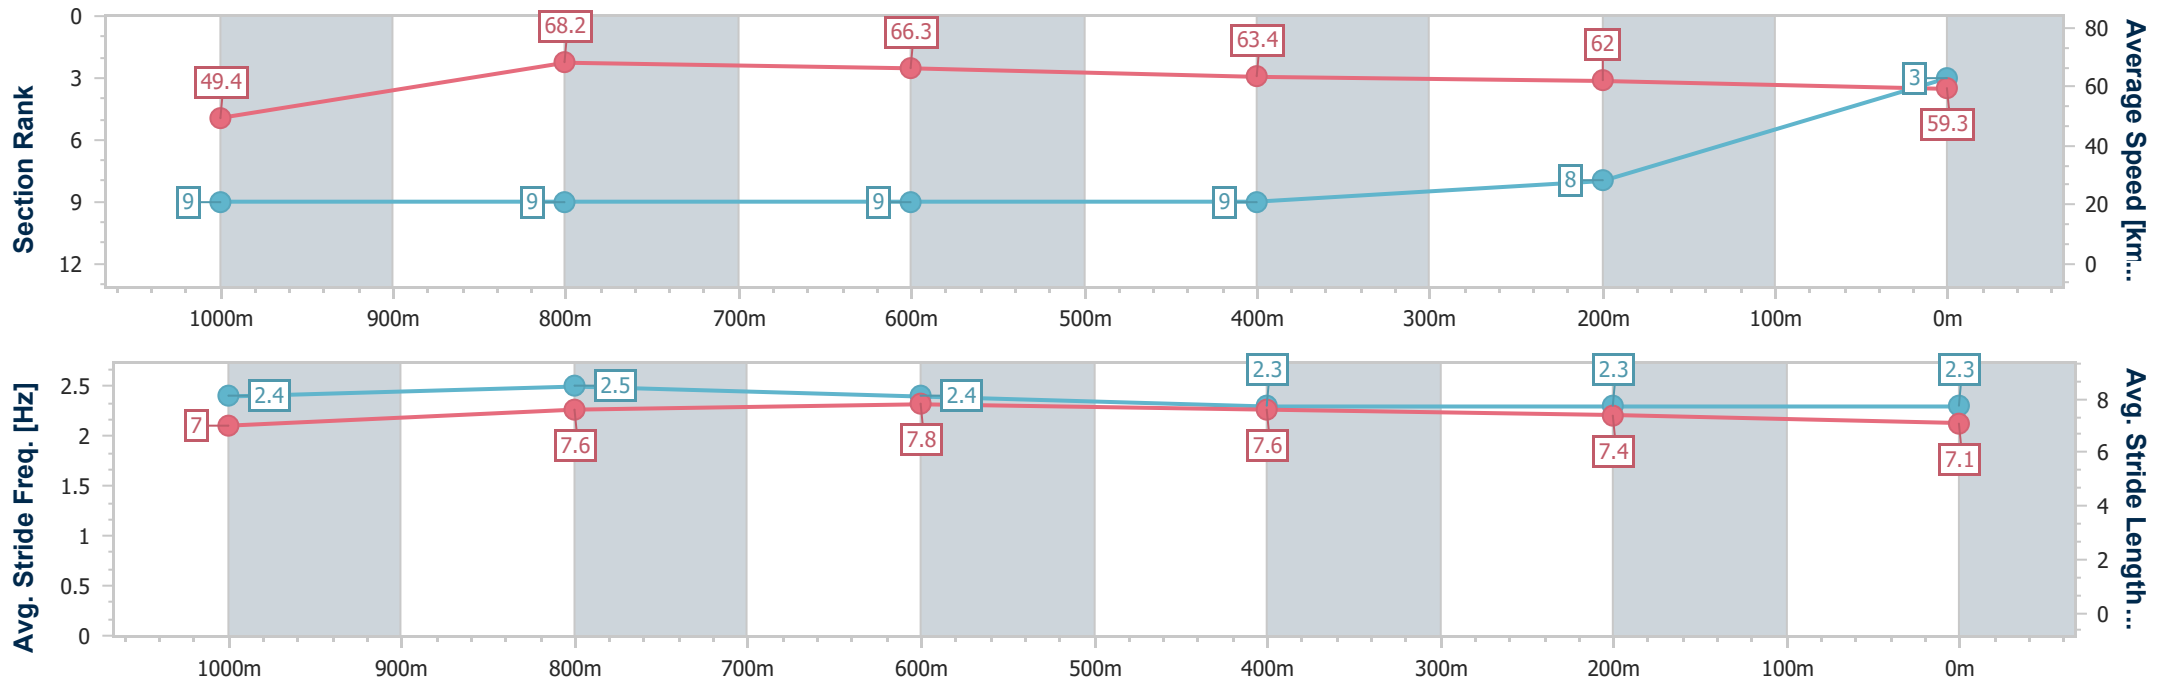 Section Rank
0
3
6
9
12
49.4
68.2
66.3
63.4
62
59.3
9
9
9
9
8
3
80
60
40
20
0
Average Speed [km...
1000m
900m
800m
700m
600m
500m
400m
300m
200m
100m
0m
Avg. Stride Freq. [Hz]
2.5
2
1.5
1
0.5
0
2.4
2.5
2.4
2.3
2.3
2.3
7
7.6
7.8
7.6
7.4
7.1
8
6
4
2
0
Avg. Stride Length...
1000m
900m
800m
700m
600m
500m
400m
300m
200m
100m
0m